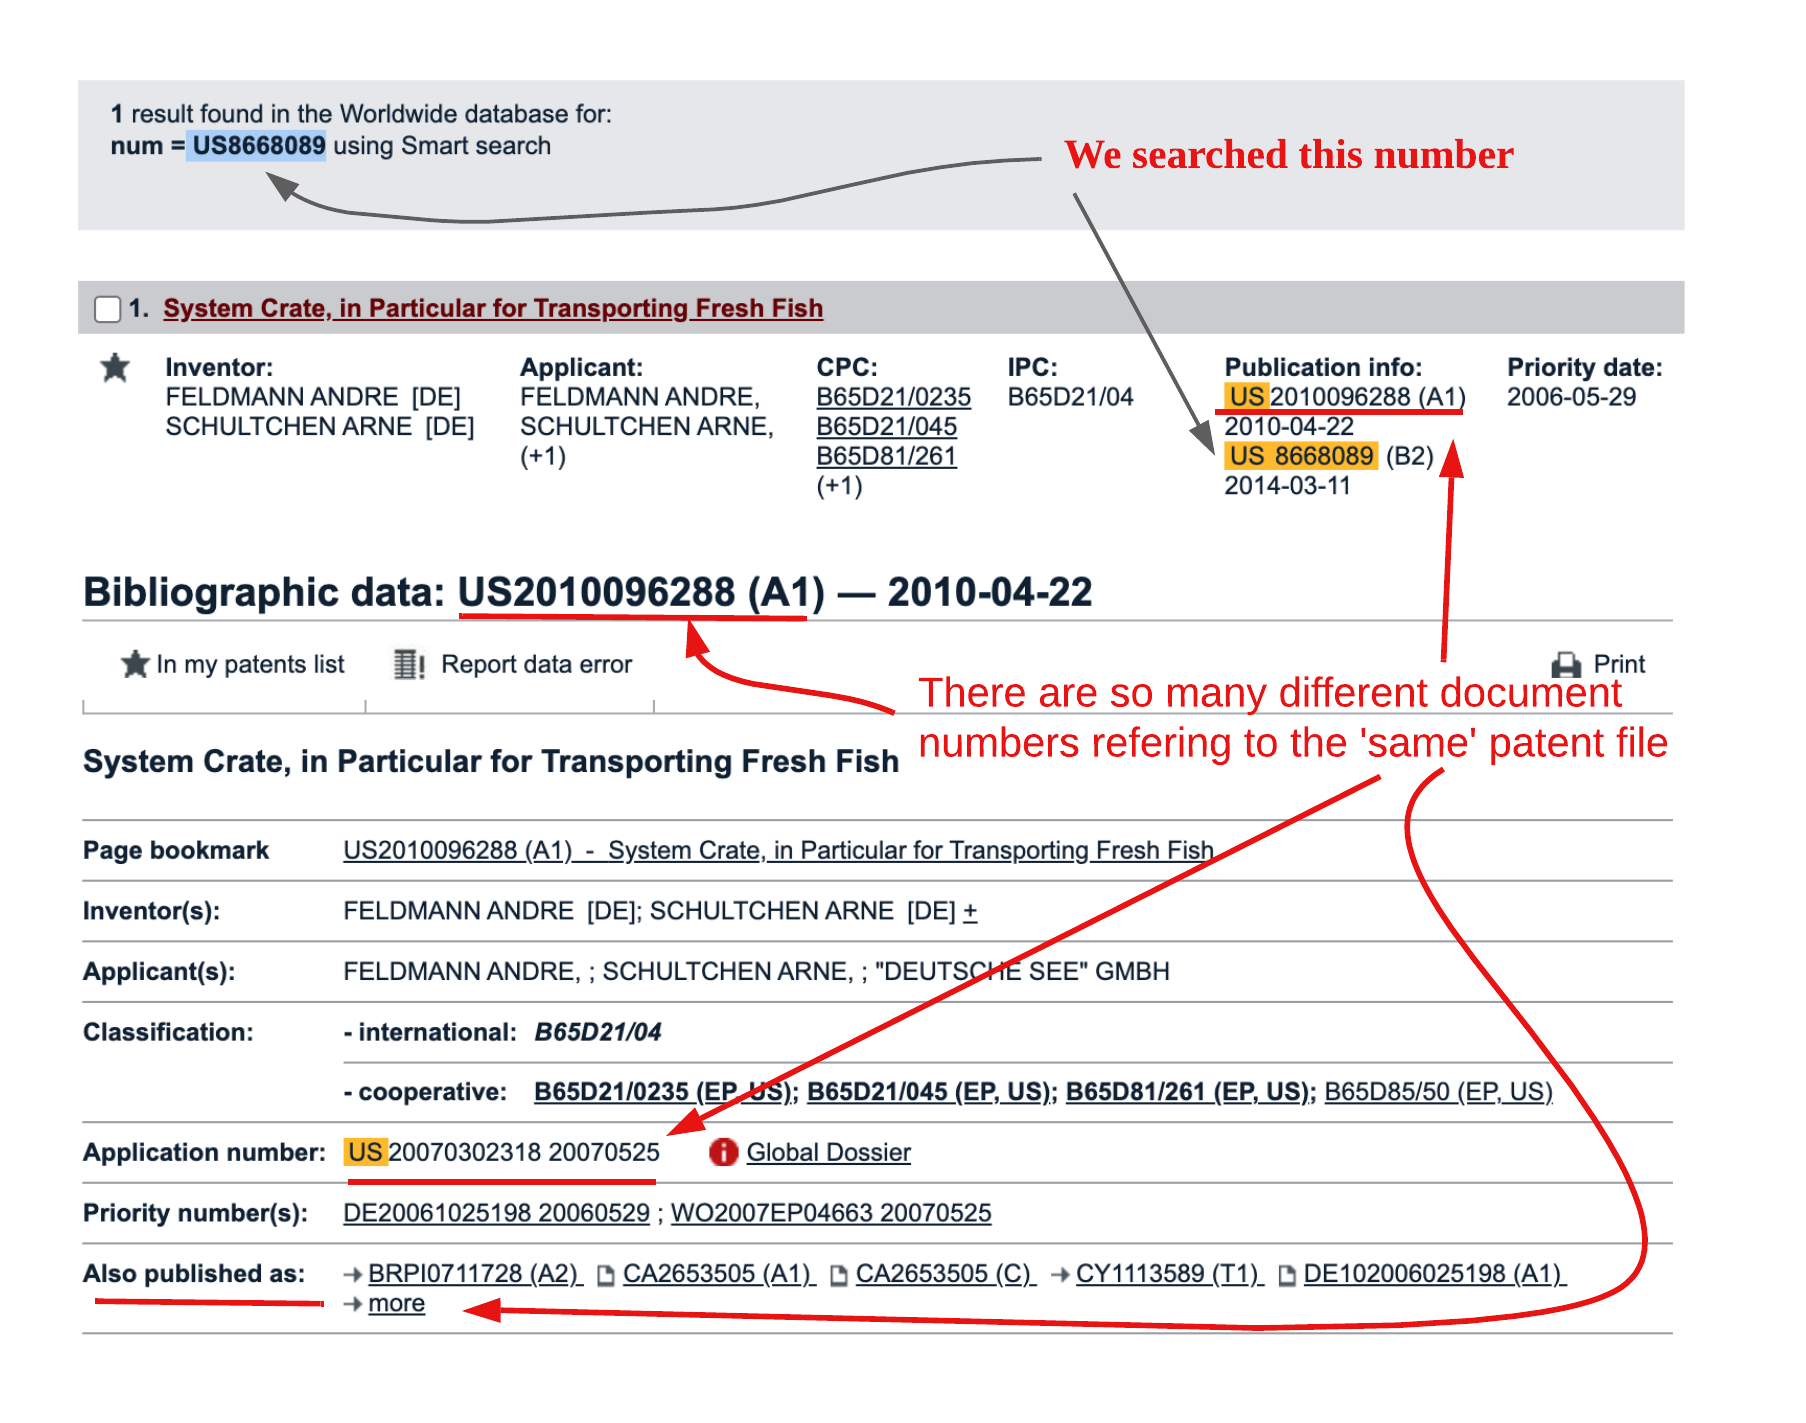 1 result found in the Worldwide database for:
num = US8668089 using Smart search
We searched this number
1. System Crate, in Particular for Transporting Fresh Fish
Inventor: Applicant: CPC: IPC: Publication info: Priority date:
FELDMANN ANDRE [DE] FELDMANN ANDRE, B65D21/0235 B65D21/04 US2010096288 (A1) 2006-05-29
SCHULTCHEN ARNE [DE] SCHULTCHEN ARNE, B65D21/045 2010-04-22
(+1) B65D81/261 US 8668089 (B2)
(+1) 2014-03-11
Bibliographic data: US2010096288 (A1) — 2010-04-22
In my patents list Report data error Print
There are so many different document
numbers refering to the 'same' patent file
System Crate, in Particular for Transporting Fresh Fish
Page bookmark US2010096288 (A1) - System Crate, in Particular for Transporting Fresh Fish
Inventor(s): FELDMANN ANDRE [DE]; SCHULTCHEN ARNE [DE] +
Applicant(s): FELDMANN ANDRE, ; SCHULTCHEN ARNE, ; "DEUTSCHE SEE" GMBH
Classification: - international: B65D21/04
- cooperative: B65D21/0235 (EP, US); B65D21/045 (EP, US); B65D81/261 (EP, US); B65D85/50 (EP, US)
Application number: US20070302318 20070525 Global Dossier
Priority number(s): DE20061025198 20060529 ; WO2007EP04663 20070525
Also published as: BRPI0711728 (A2) CA2653505 (A1) CA2653505 (C) CY1113589 (T1) DE102006025198 (A1)
more